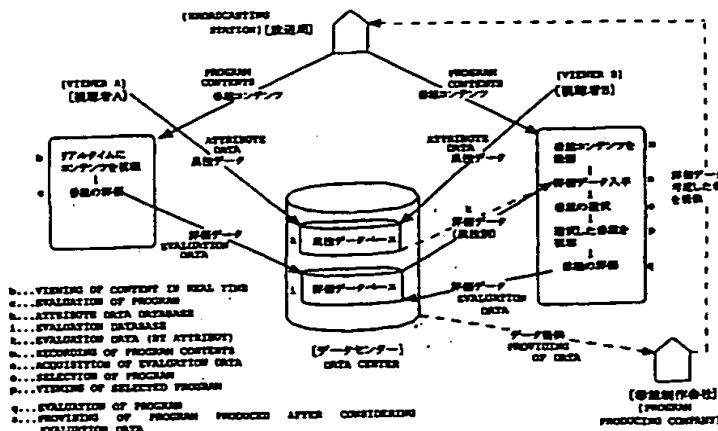 [BROADCASTING
STATION] [放送局]
[VIEWER A]
[視聴者A]
PROGRAM
CONTENTS
番組コンテンツ
PROGRAM
CONTENTS
番組コンテンツ
[VIEWER B]
[視聴者B]
ATTRIBUTE
DATA
属性データ
ATTRIBUTE
DATA
属性データ
リアルタイムに
コンテンツを視聴
番組の評価
番組コンテンツを
評価データ入手
番組の選択
選択した番組を
視聴
番組の評価
評価データ
を提供
属性データベース
評価データベース
評価データ
EVALUATION
DATA
評価データ
(属性別)
評価データ
EVALUATION
DATA
[データセンター]
DATA CENTER
データ提供
PROVIDING
OF DATA
[番組制作会社]
[PROGRAM
PRODUCING COMPANY]
b...VIEWING OF CONTENT IN REAL TIME
c...EVALUATION OF PROGRAM
h...ATTRIBUTE DATA DATABASE
i...EVALUATION DATABASE
k...EVALUATION DATA (BY ATTRIBUT)
m...RECORDING OF PROGRAM CONTENTS
n...ACQUISITION OF EVALUATION DATA
o...SELECTION OF PROGRAM
p...VIEWING OF SELECTED PROGRAM
q...EVALUATION OF PROGRAM
s...PROVISING OF PROGRAM PRODUCED AFTER CONSIDERING
EVALUATION DATA